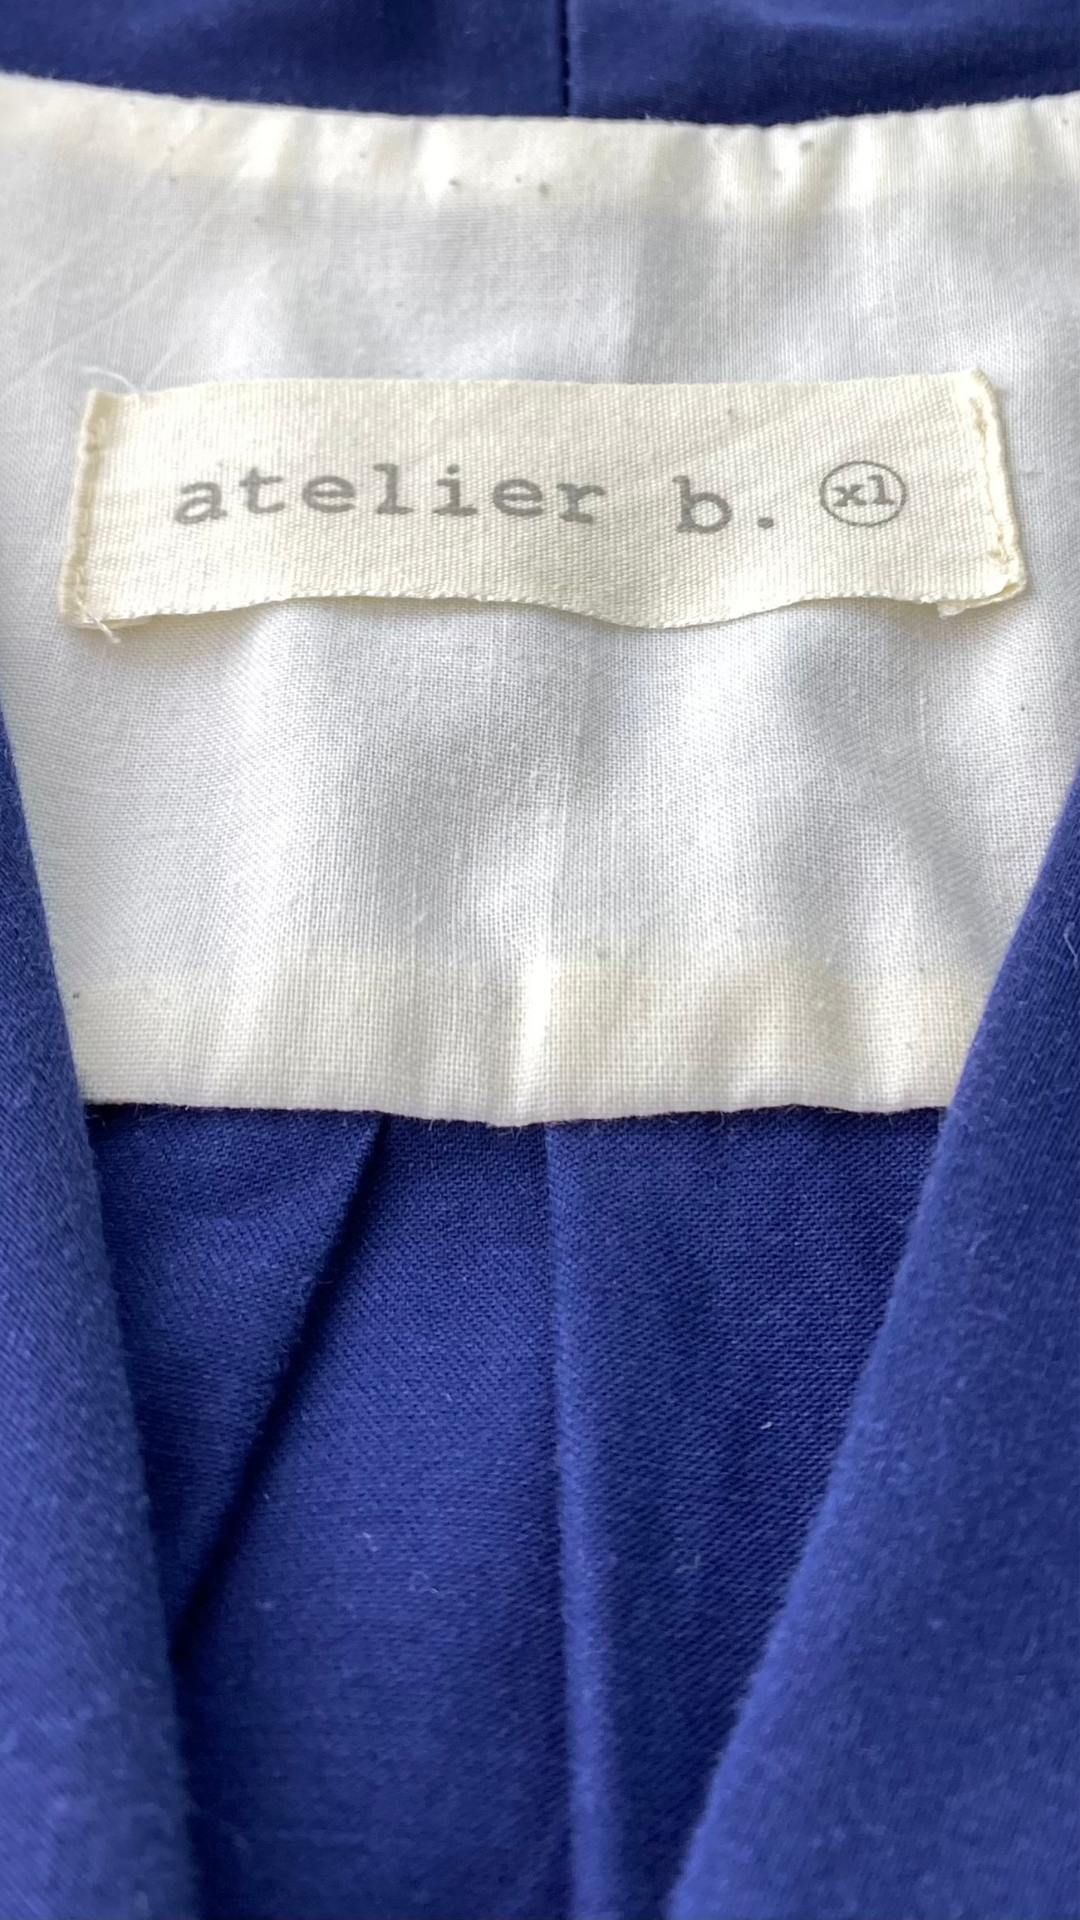 atelier b. xl